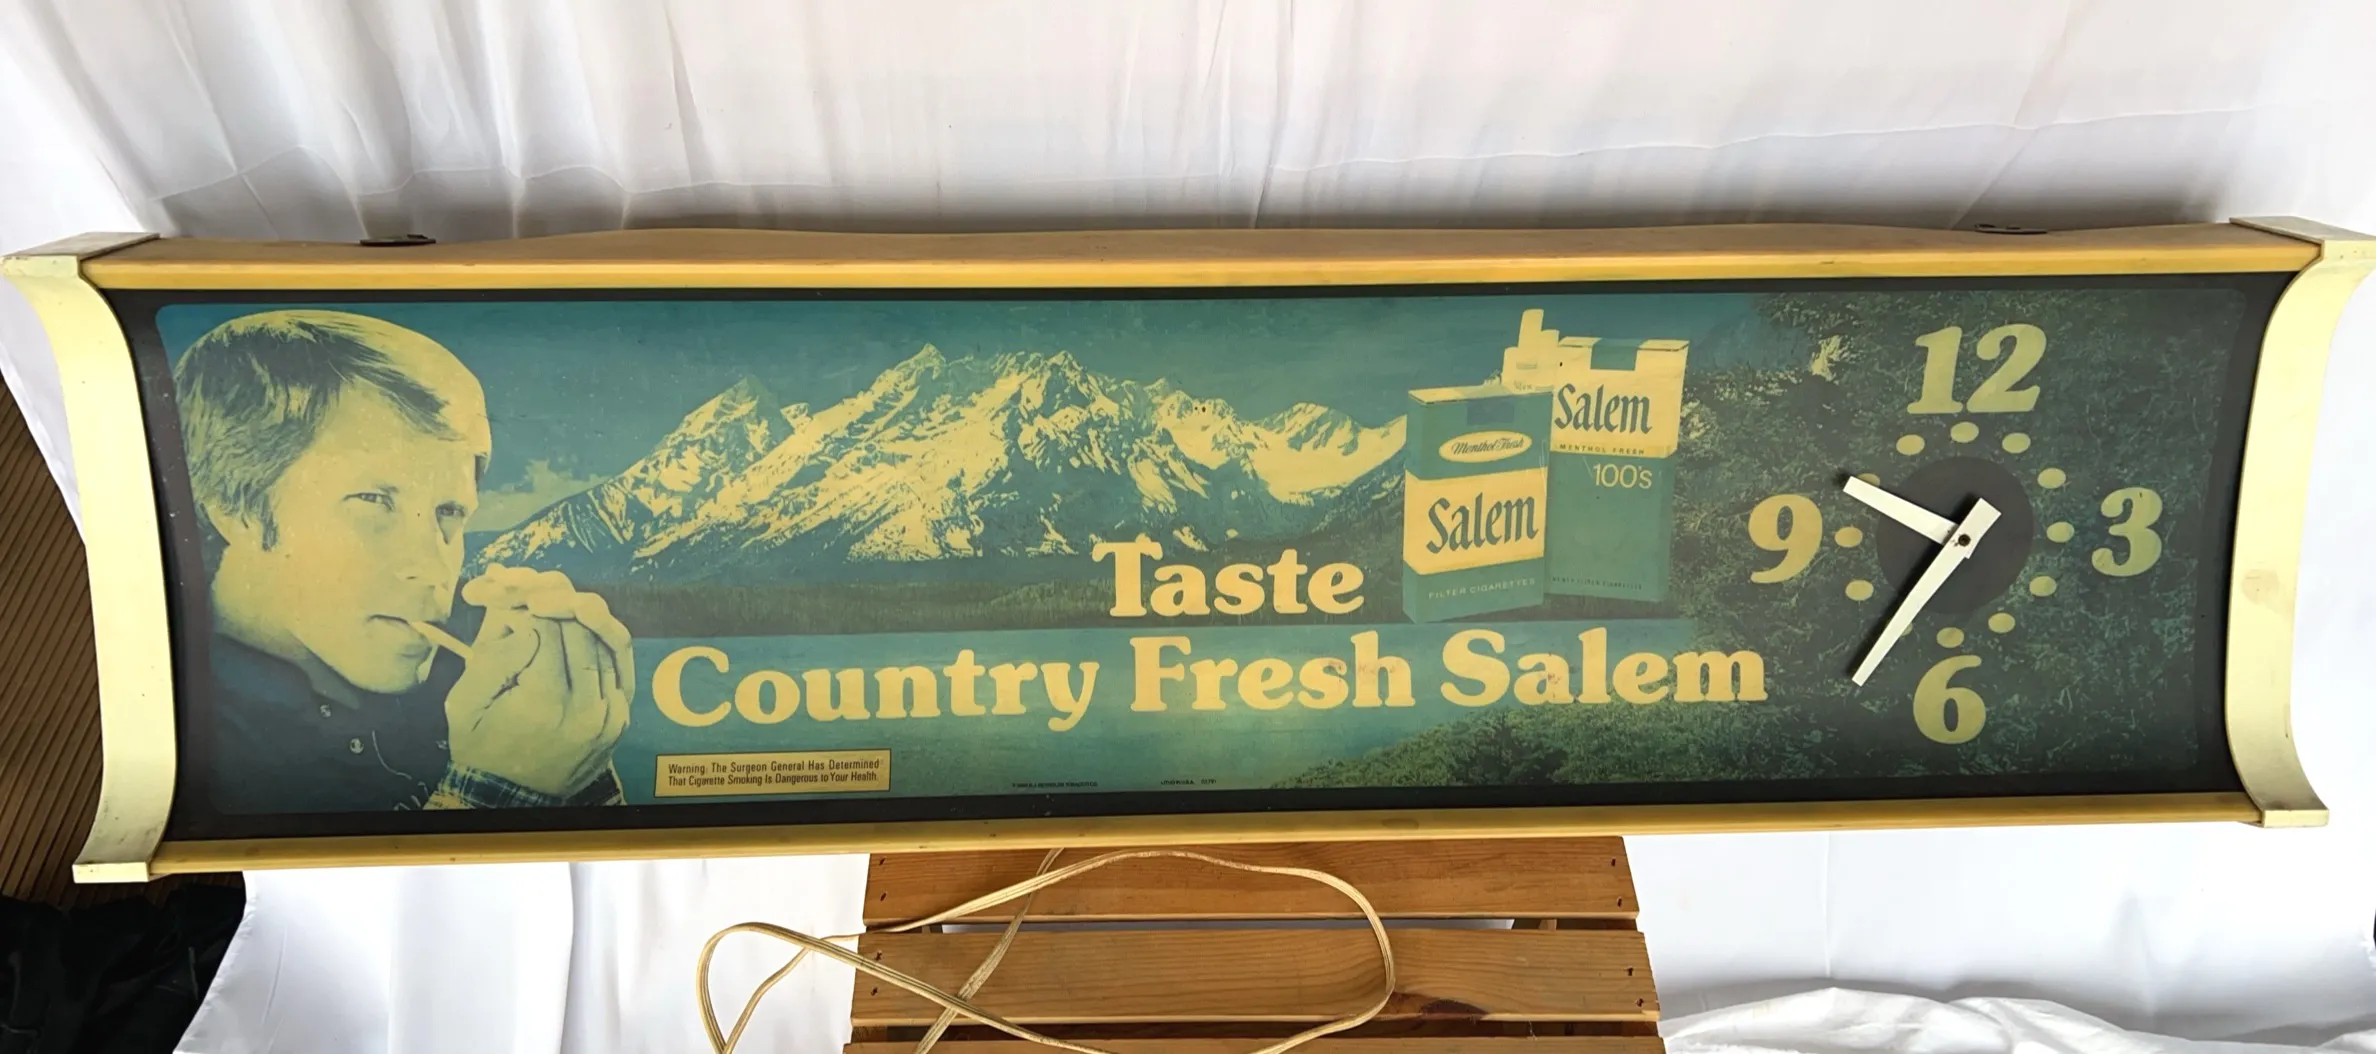 12
Salem
MENTHOL FRESH
100's
Menthol Fresh
Salem
FILTER CIGARETTES
9
3
Taste
Country Fresh Salem
6
Warning: The Surgeon General Has Determined
That Cigarette Smoking Is Dangerous to Your Health.